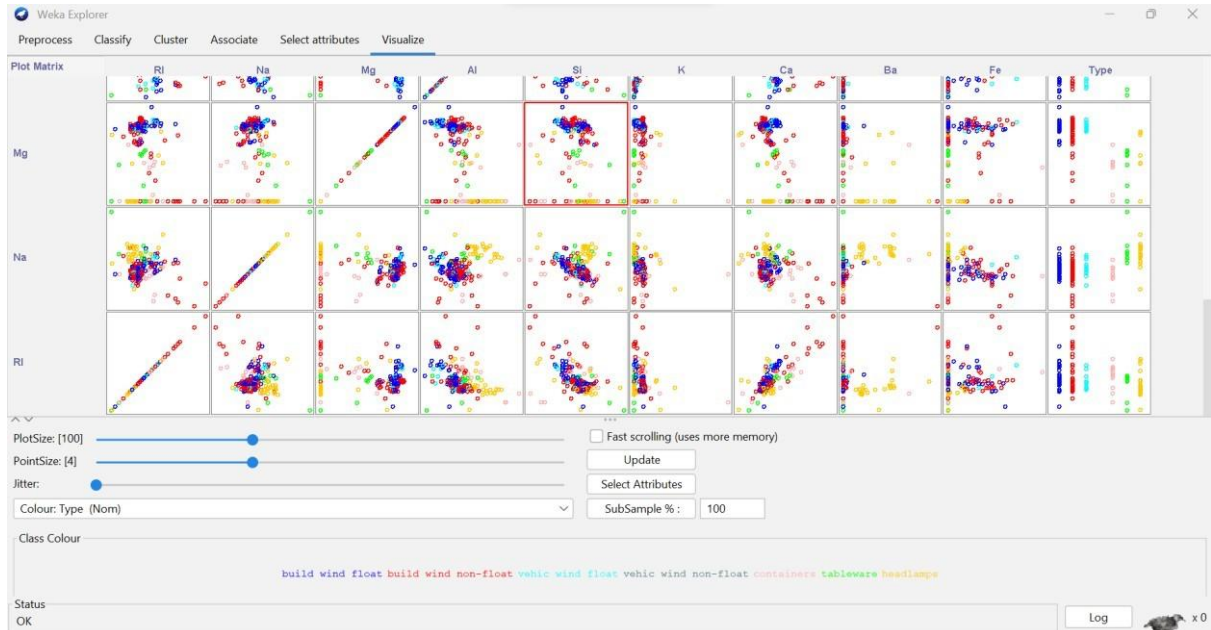 Weka Explorer
Preprocess Classify Cluster Associate Select attributes Visualize
Plot Matrix RI Na Mg Al Si K Ca Ba Fe Type
Mg
Na
RI
PlotSize: [100]
Fast scrolling (uses more memory)
PointSize: [4]
Update
Jitter:
Select Attributes
Colour: Type (Nom)
SubSample % : 100
Class Colour
build wind float build wind non-float vehic wind float vehic wind non-float containers tableware headlamps
Status
OK
Log x 0